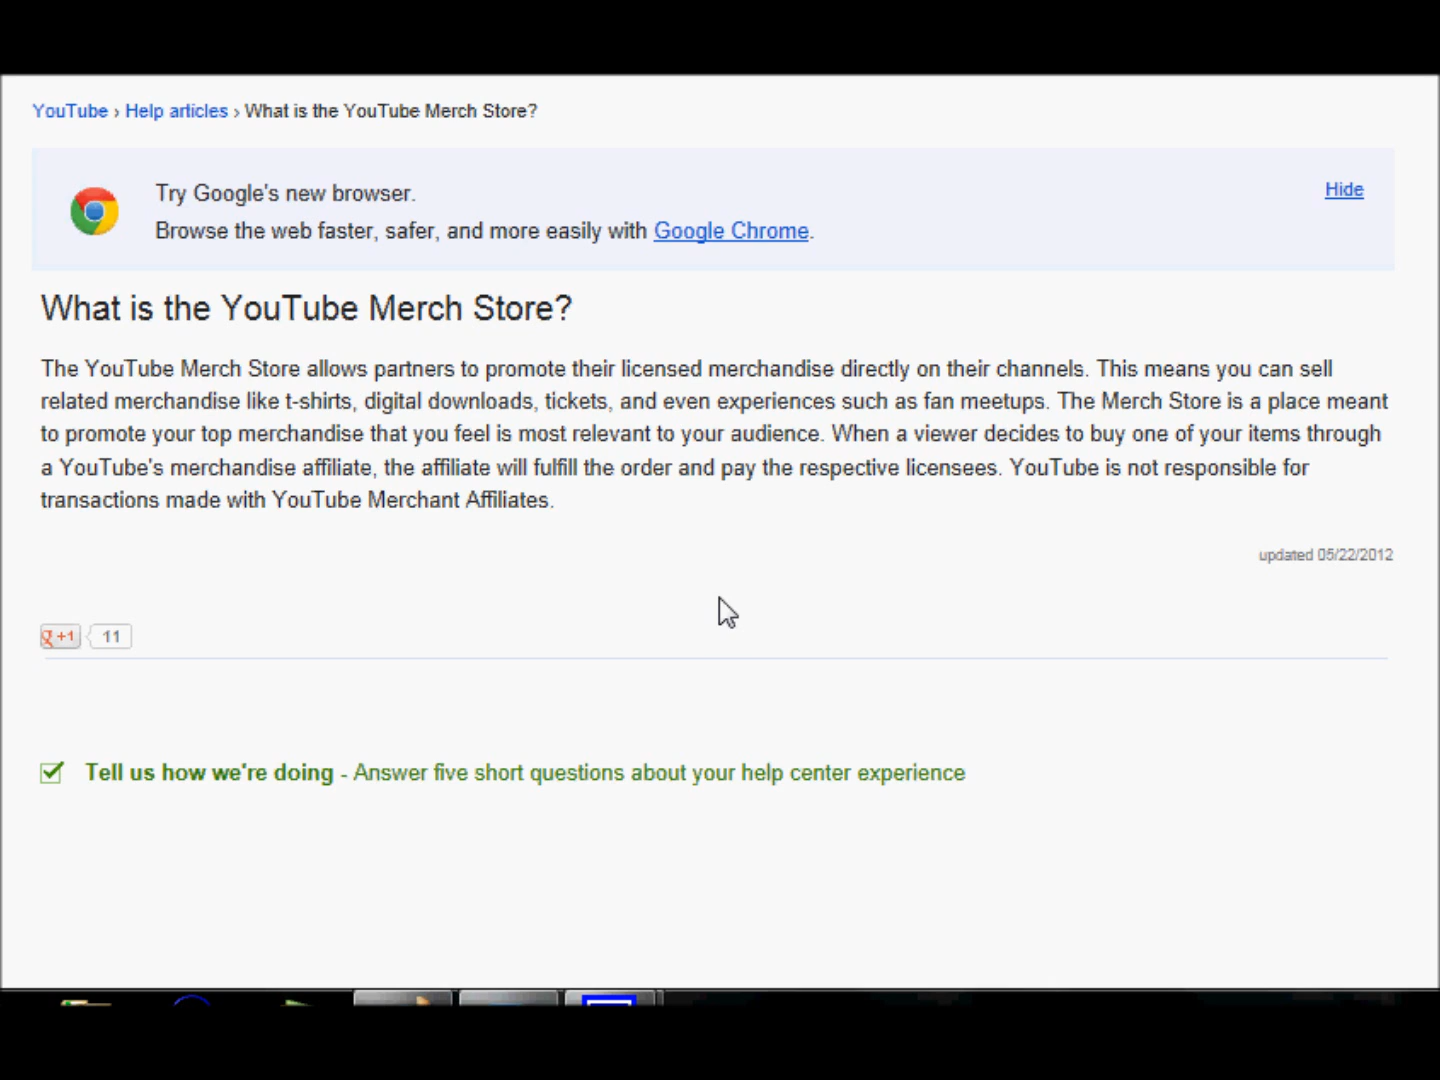 YouTube › Help articles › What is the YouTube Merch Store?
Try Google's new browser.
Hide
Browse the web faster, safer, and more easily with Google Chrome.
What is the YouTube Merch Store?
The YouTube Merch Store allows partners to promote their licensed merchandise directly on their channels. This means you can sell
related merchandise like t-shirts, digital downloads, tickets, and even experiences such as fan meetups. The Merch Store is a place meant
to promote your top merchandise that you feel is most relevant to your audience. When a viewer decides to buy one of your items through
a YouTube's merchandise affiliate, the affiliate will fulfill the order and pay the respective licensees. YouTube is not responsible for
transactions made with YouTube Merchant Affiliates.
updated 05/22/2012
g +1 11
Tell us how we're doing - Answer five short questions about your help center experience